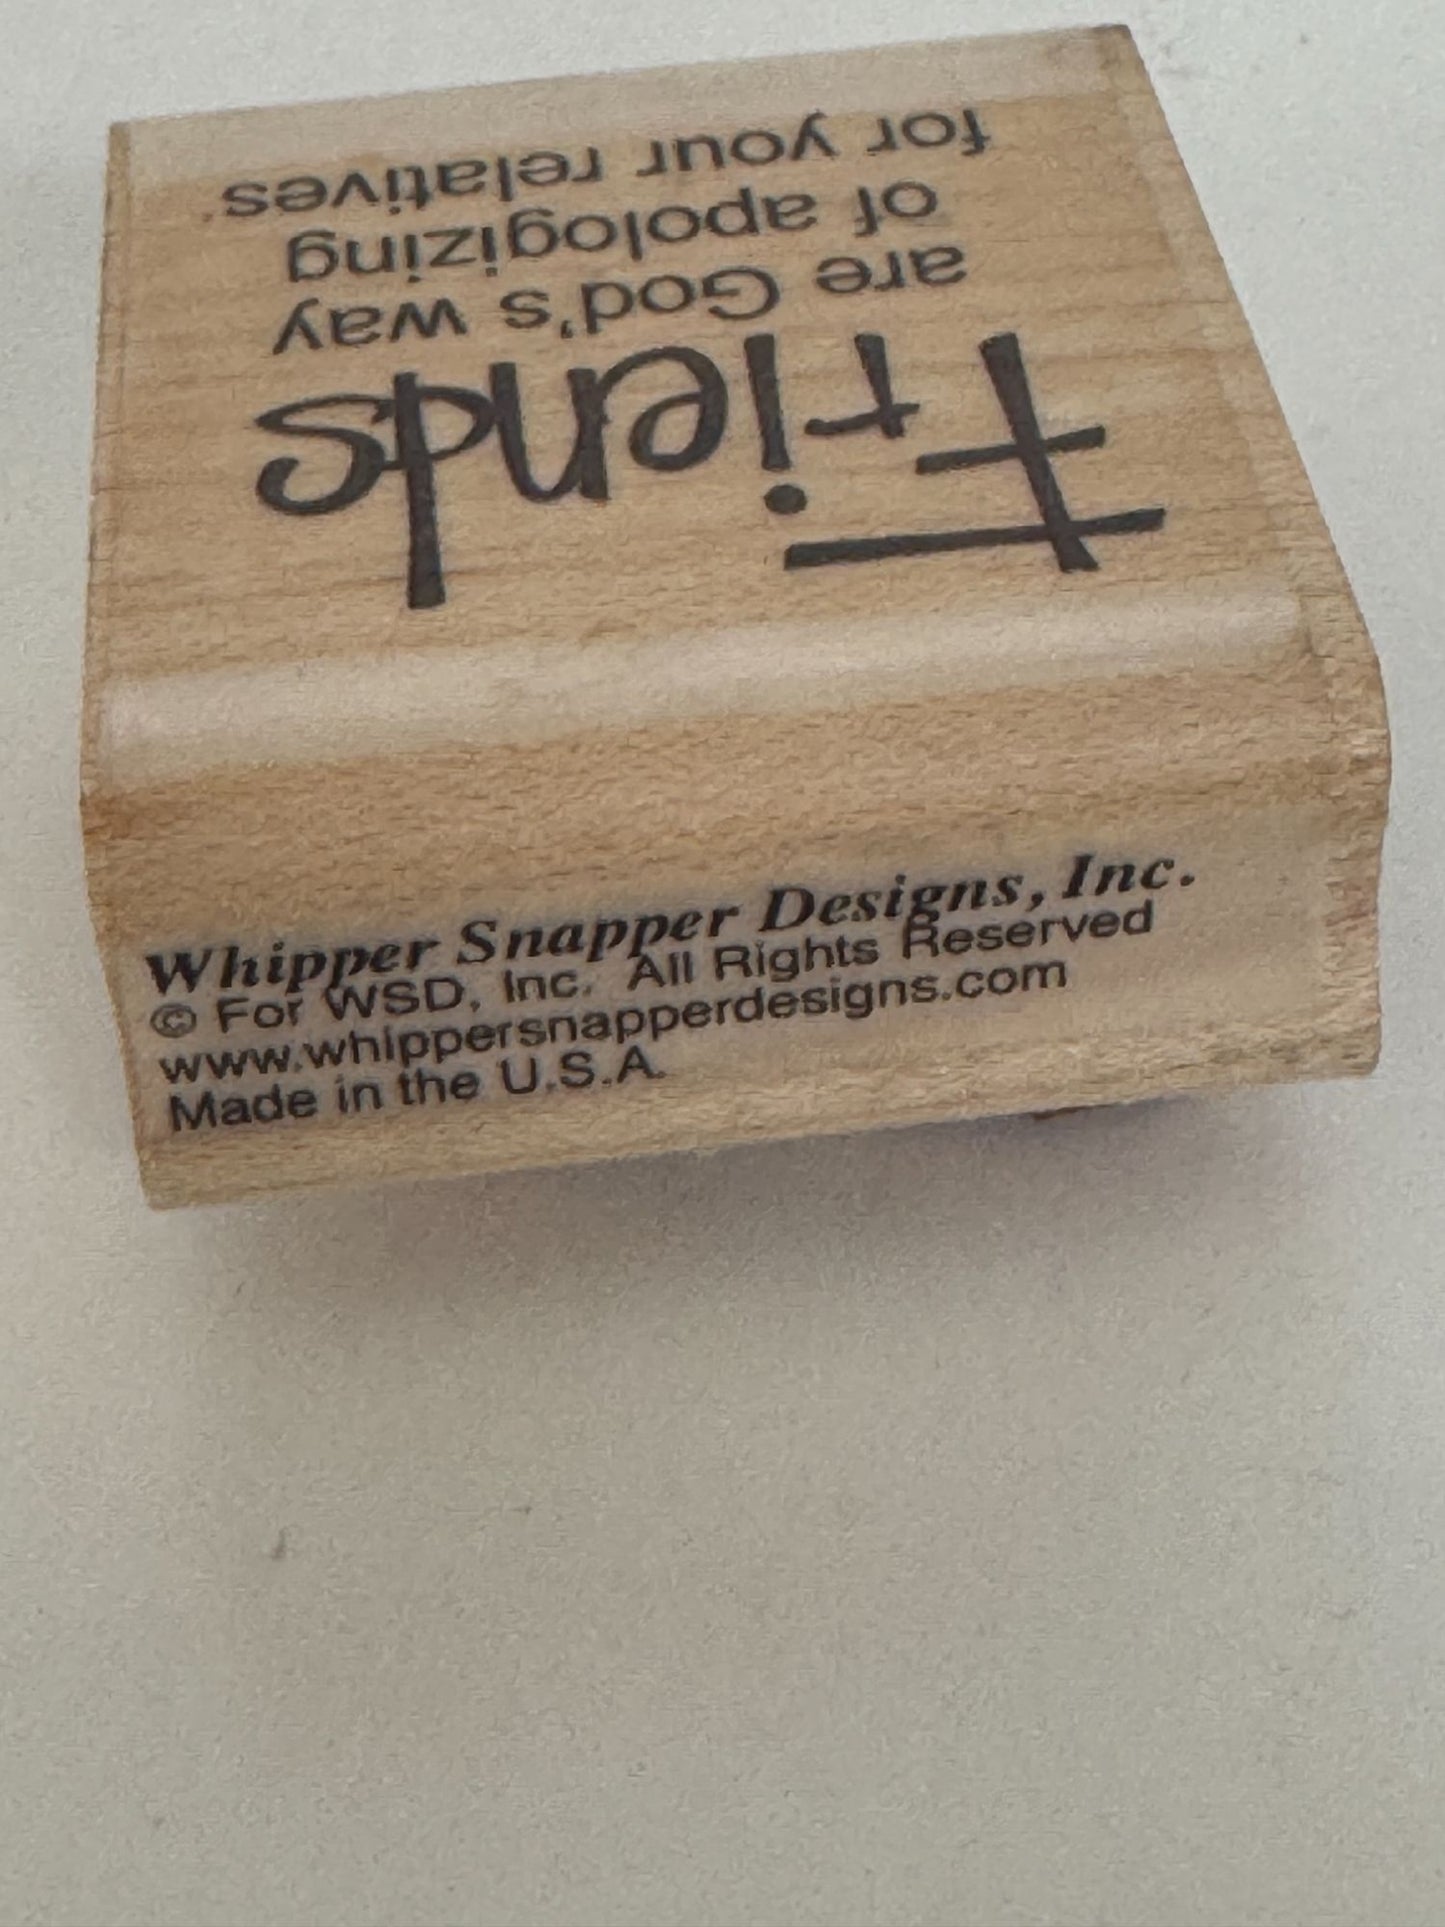 Friends
are God's way
of apologizing
for your relatives.
Whipper Snapper Designs, Inc.
© For WSD, Inc. All Rights Reserved
www.whippersnapperdesigns.com
Made in the U.S.A.